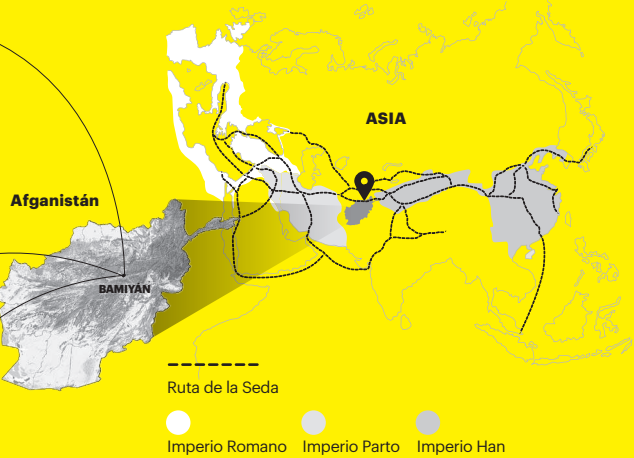 ASIA
Afganistán
BAMIYÁN
Ruta de la Seda
Imperio Romano
Imperio Parto
Imperio Han